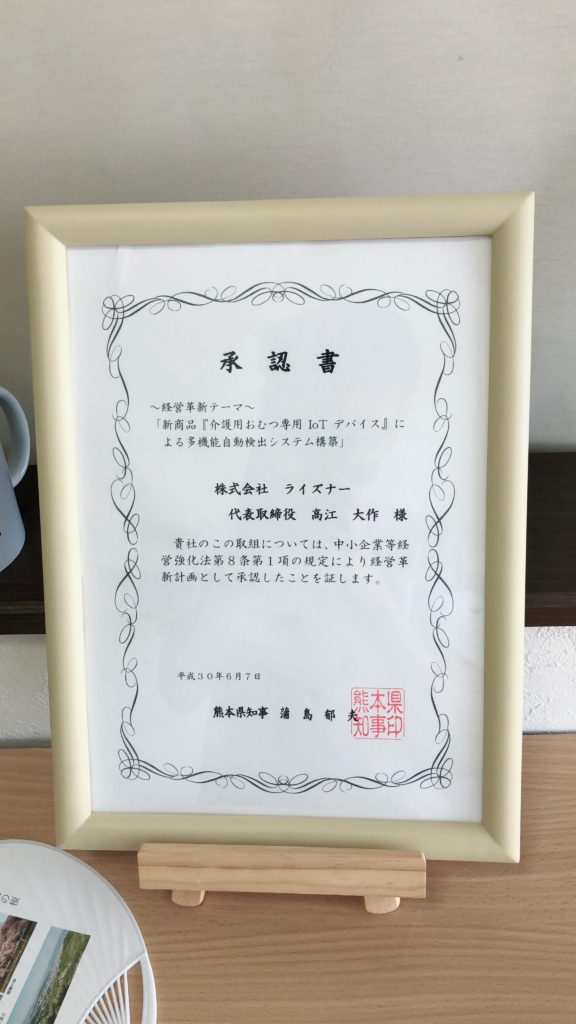 承認書
～経営革新テーマ～
「新商品『介護用おむつ専用 IoT デバイス』に
よる多機能自動検出システム構築」
株式会社 ライズナー
代表取締役 髙江 大作 様
貴社のこの取組については、中小企業等経
営強化法第８条第１項の規定により経営革
新計画として承認したことを証します。
平成３０年６月７日
熊本県知事 蒲島郁夫
熊本県
知事印
の桜